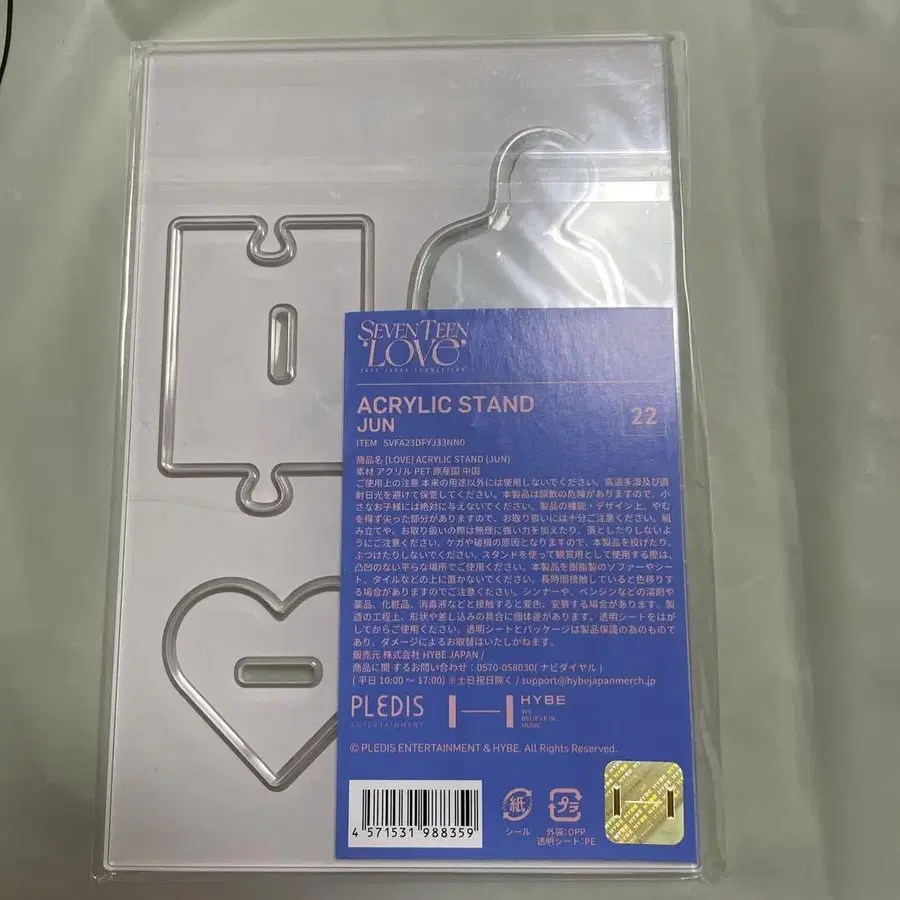 SEVENTEEN
'LOVE'
2023 JAPAN FANMEETING
ACRYLIC STAND
JUN
22
ITEM SVFA23DFYJ33NN0
商品名 [LOVE] ACRYLIC STAND (JUN)
素材 アクリル PET 原産国 中国
ご使用上の注意 本来の用途以外には使用しないでください。高温多湿及び直
射日光を避けて保管してください。本製品は誤飲の危険がありますので、小
さなお子様には絶対に与えないでください。製品の機能・デザイン上、やむ
を得ず尖った部分がありますので、お取り扱いには十分ご注意ください。組
み立てや、お取り扱いの際は無理に強い力を加えたり、落としたりしないよ
うにご注意ください。ケガや破損の原因となりますので、本製品を投げたり、
ぶつけたりしないでください。スタンドを使って観賞用として使用する際は、
凸凹のない平らな場所でご使用ください。本製品を樹脂製のソファーやシー
ト、タイルなどの上に置かないでください。長時間接触していると色移りす
る場合がありますのでご注意ください。シンナーや、ベンジンなどの溶剤や
薬品、化粧品、消毒液などと接触すると変色、変質する場合があります。製
造の工程上、形状や差し込みの具合に個体差があります。透明シートをはが
してからご使用ください。透明シートとパッケージは製品保護の為のもので
あり、ダメージによるお取替はいたしかねます。
販売元 株式会社 HYBE JAPAN /
商品に関 するお問い合わせ：0570-058030( ナビダイヤル )
( 平日 10:00 ～ 17:00) ※土日祝日除く / support@hybejapanmerch.jp
PLEDIS
ENTERTAINMENT
HYBE
WE
BELIEVE IN
MUSIC
© PLEDIS ENTERTAINMENT & HYBE. All Rights Reserved.
4 571531 988359
紙
シール
プラ
外袋:OPP
透明シート:PE
HYBE